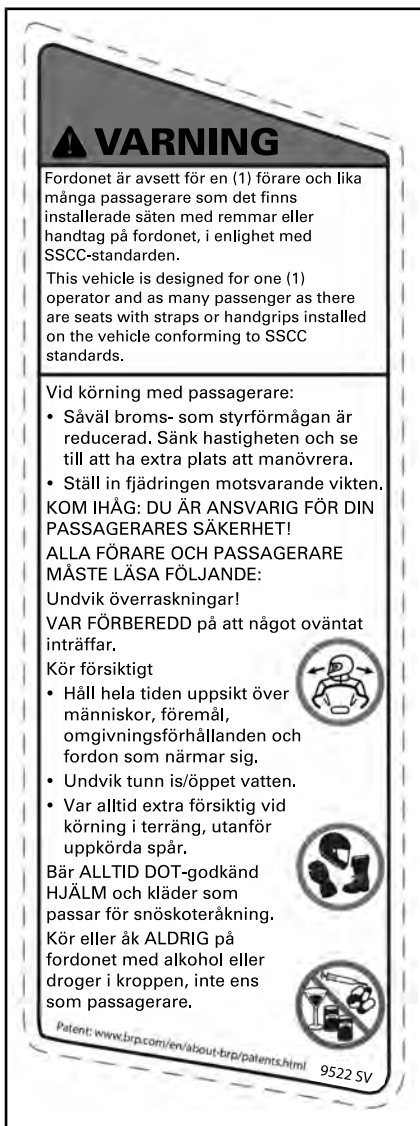 VARNING
Fordonet är avsett för en (1) förare och lika
många passagerare som det finns
installerade säten med remmar eller
handtag på fordonet, i enlighet med
SSCC-standarden.
This vehicle is designed for one (1)
operator and as many passenger as there
are seats with straps or handgrips installed
on the vehicle conforming to SSCC
standards.
Vid körning med passagerare:
• Såväl broms- som styrförmågan är
reducerad. Sänk hastigheten och se
till att ha extra plats att manövrera.
• Ställ in fjädringen motsvarande vikten.
KOM IHÅG: DU ÄR ANSVARIG FÖR DIN
PASSAGERARES SÄKERHET!
ALLA FÖRARE OCH PASSAGERARE
MÅSTE LÄSA FÖLJANDE:
Undvik överraskningar!
VAR FÖRBEREDD på att något oväntat
inträffar.
Kör försiktigt
• Håll hela tiden uppsikt över
människor, föremål,
omgivningsförhållanden och
fordon som närmar sig.
• Undvik tunn is/öppet vatten.
• Var alltid extra försiktig vid
körning i terräng, utanför
uppkörda spår.
Bär ALLTID DOT-godkänd
HJÄLM och kläder som
passar för snöskoteråkning.
Kör eller åk ALDRIG på
fordonet med alkohol eller
droger i kroppen, inte ens
som passagerare.
Patent: www.brp.com/en/about-brp/patents.html
9522 SV